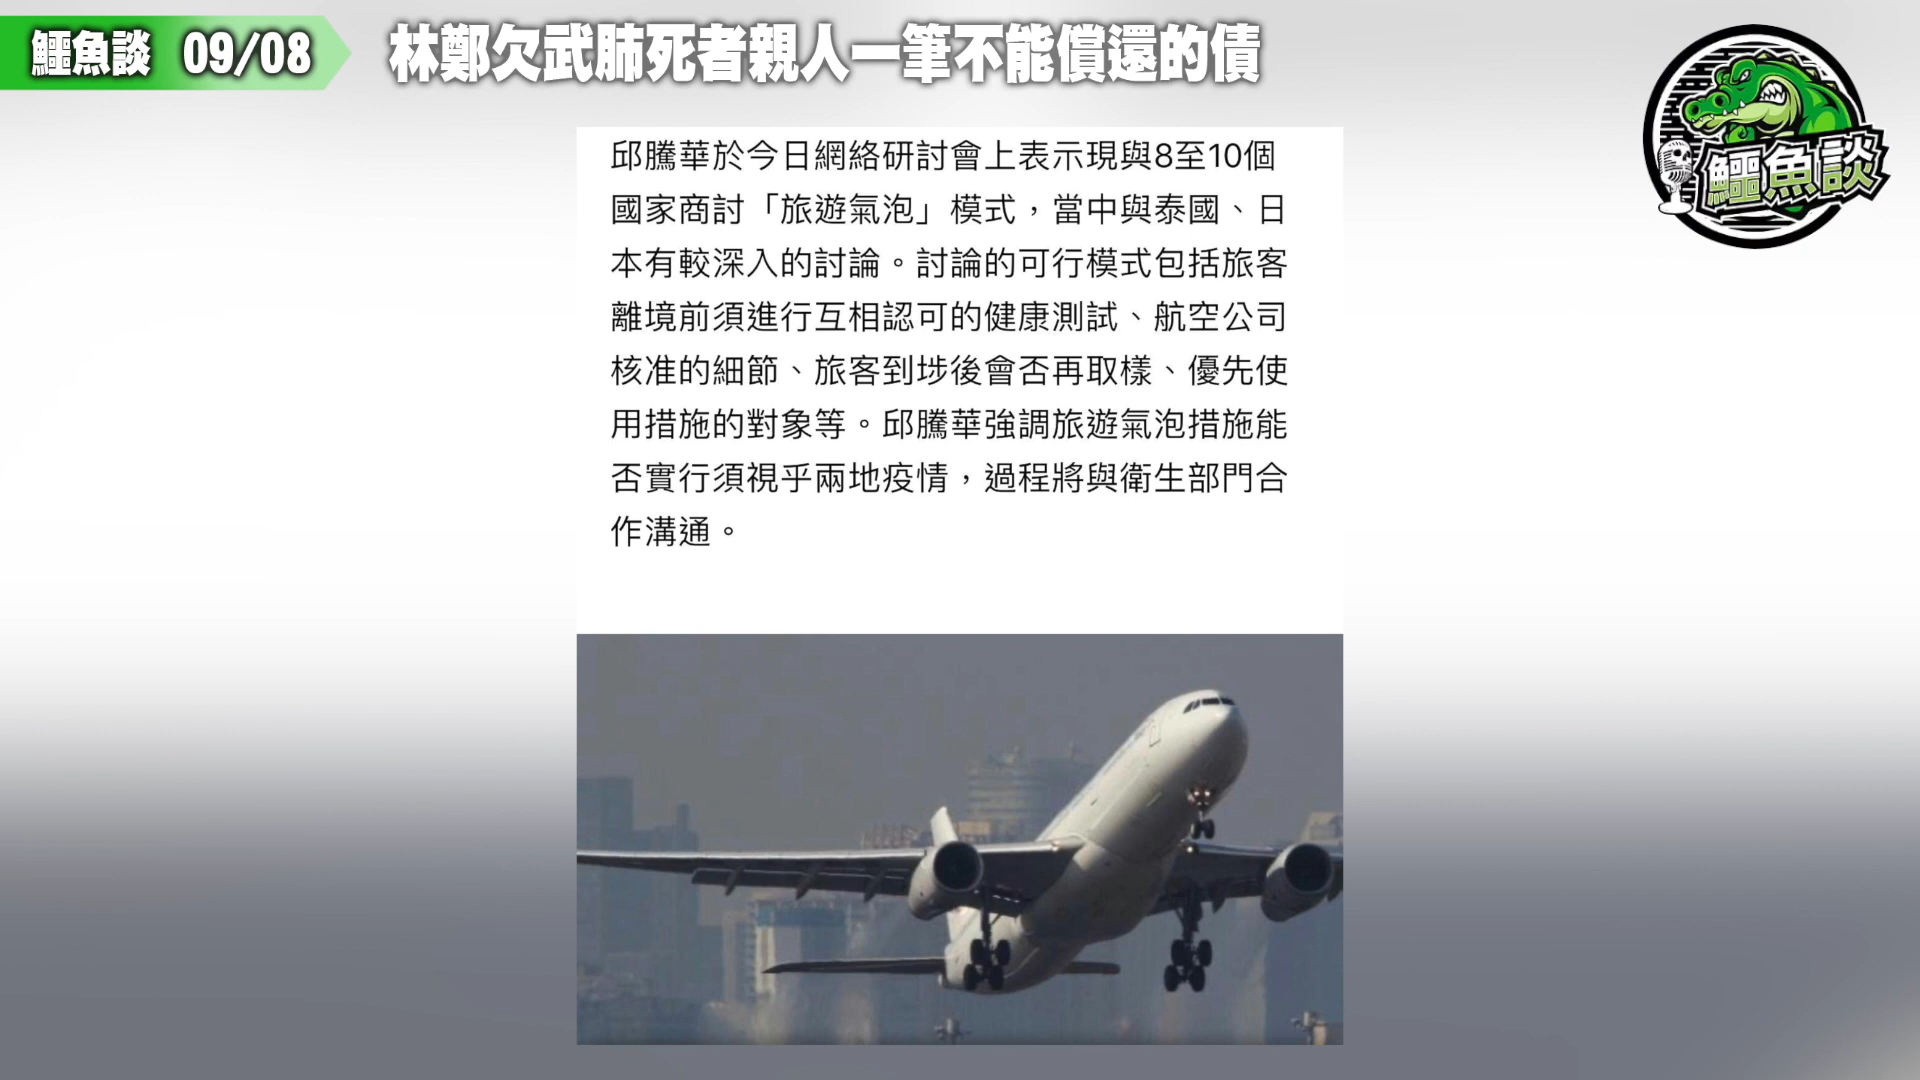 鱷魚談 09/08
林鄭欠武肺死者親人一筆不能償還的債
鱷魚談
邱騰華於今日網絡研討會上表示現與8至10個
國家商討「旅遊氣泡」模式，當中與泰國、日
本有較深入的討論。討論的可行模式包括旅客
離境前須進行互相認可的健康測試、航空公司
核准的細節、旅客到埗後會否再取樣、優先使
用措施的對象等。邱騰華強調旅遊氣泡措施能
否實行須視乎兩地疫情，過程將與衛生部門合
作溝通。